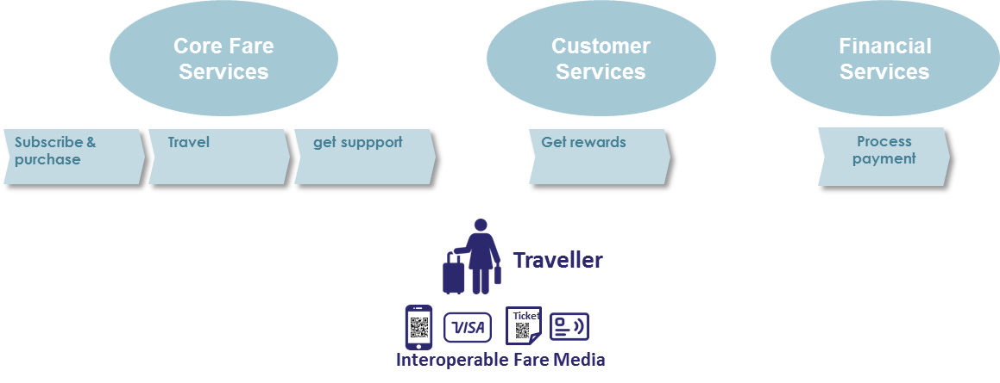 Core Fare
Services
Customer
Services
Financial
Services
Subscribe &
purchase
Travel
get suppport
Get rewards
Process
payment
Traveller
VISA
Ticket
Interoperable Fare Media